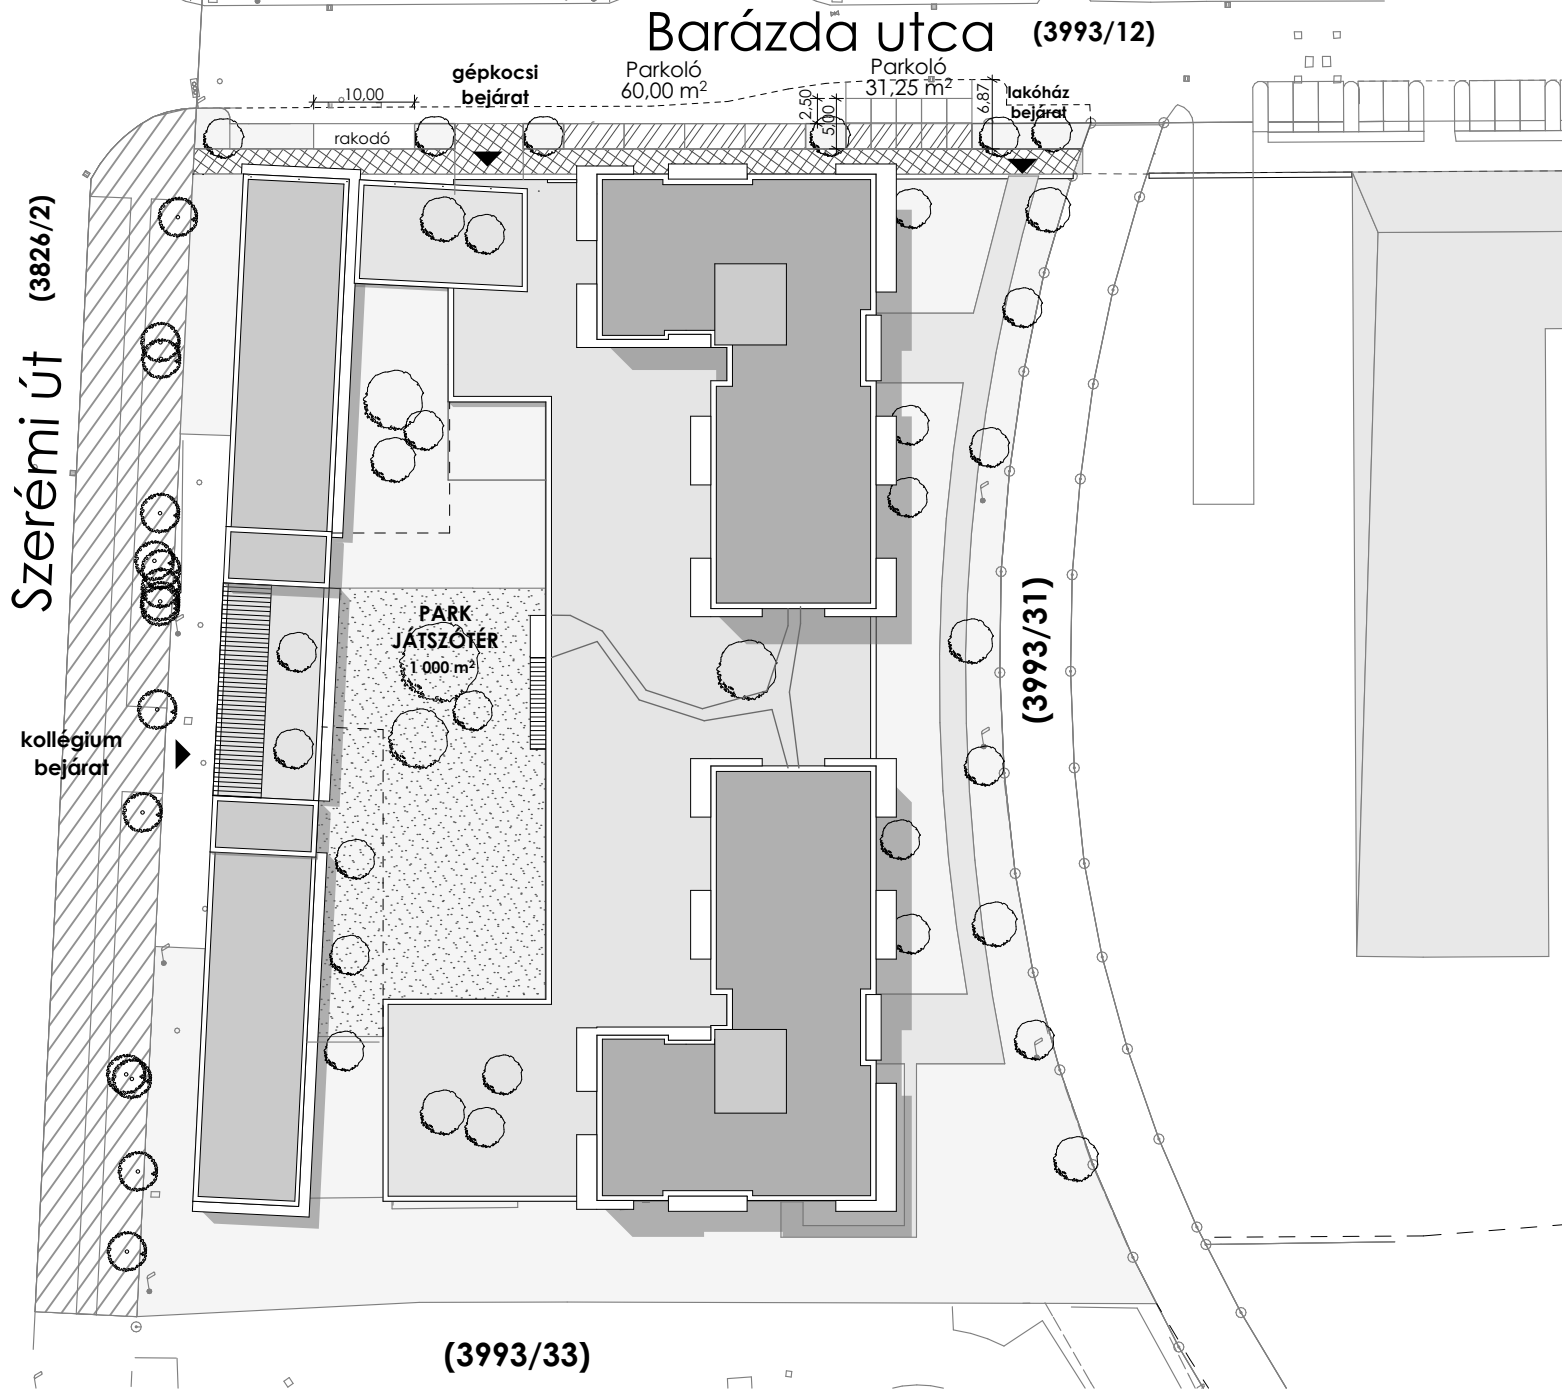 Barázda utca (3993/12)
gépkocsi
bejárat
Parkoló
60,00 m²
Parkoló
31,25 m²
lakóház
bejárat
10,00
2,50
5,00
6,87
rakodó
Szerémi út (3826/2)
PARK
JÁTSZÓTÉR
1 000 m²
(3993/31)
kollégium
bejárat
(3993/33)